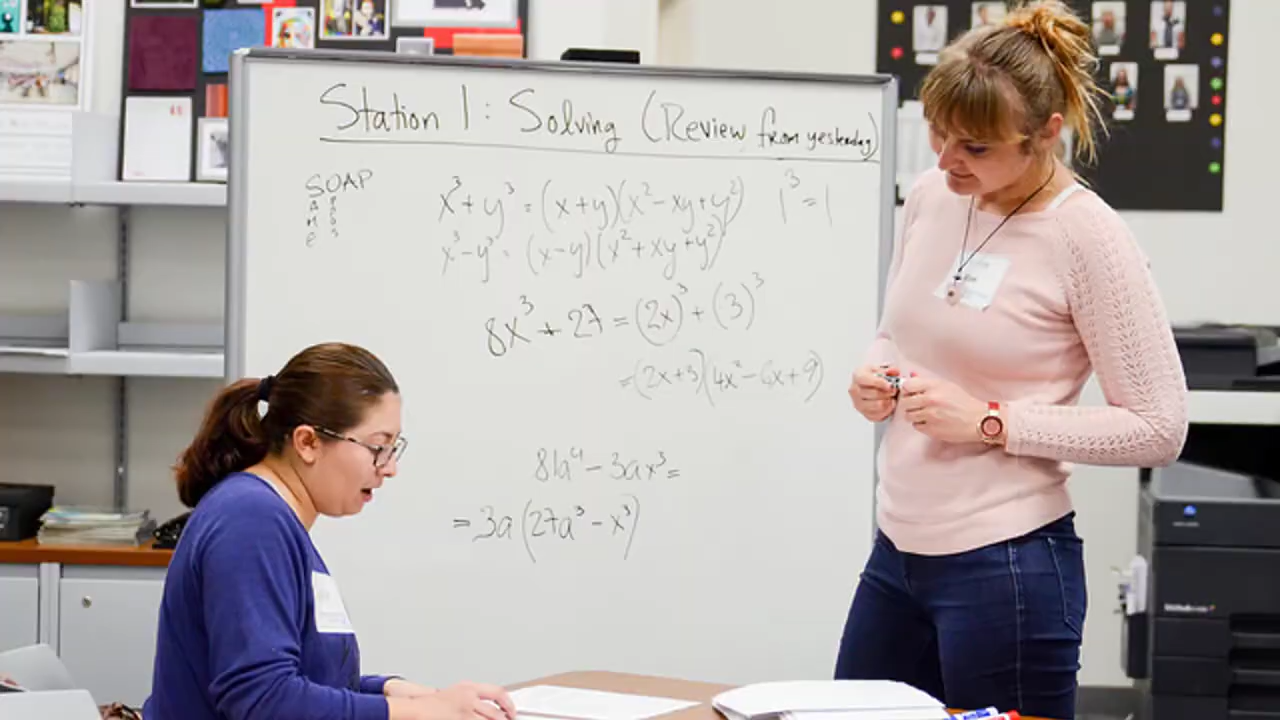 Station 1: Solving (Review from yesterday)
SOAP
A P
M O S
E S
x³+y³=(x+y)(x²-xy+y²) 1³=1
x³-y³=(x-y)(x²+xy+y²)
8x³+27=(2x)³+(3)³
=(2x+3)(4x²-6x+9)
81a⁴-3ax³=
=3a(27a³-x³)